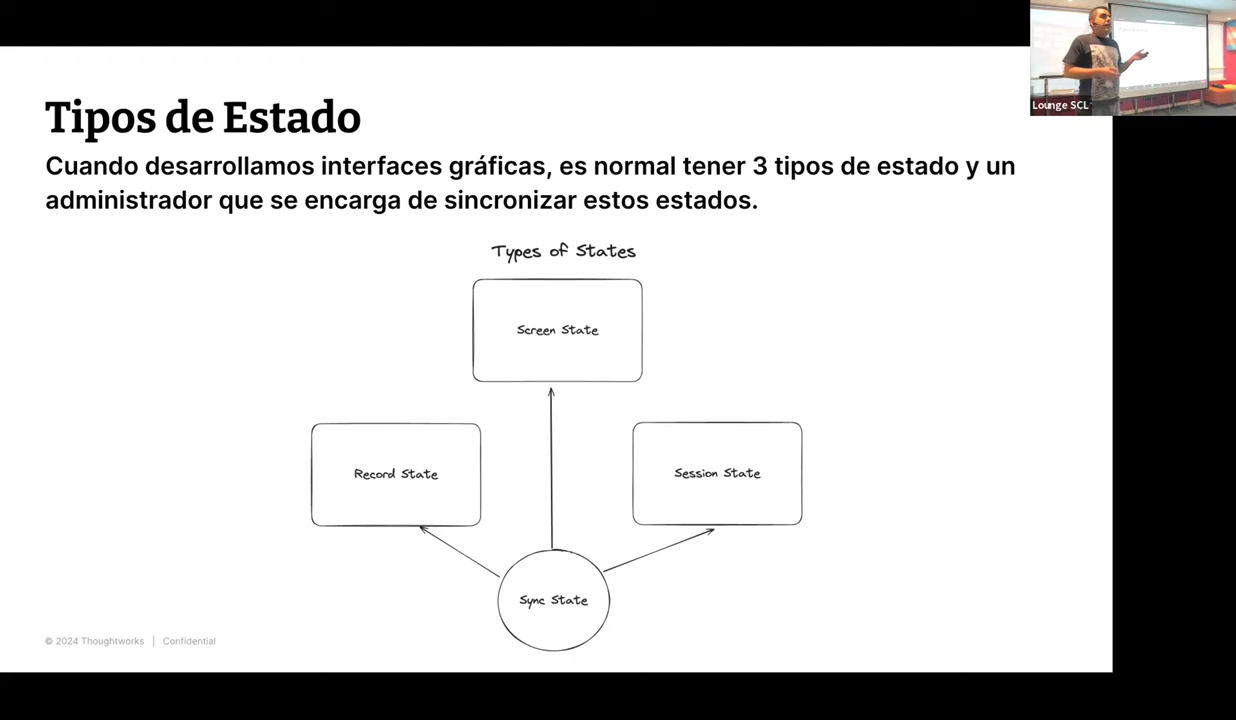 Lounge SCL
Tipos de Estado
Cuando desarrollamos interfaces gráficas, es normal tener 3 tipos de estado y un
administrador que se encarga de sincronizar estos estados.
Types of States
Screen State
Record State
Session State
Sync State
© 2024 Thoughtworks | Confidential